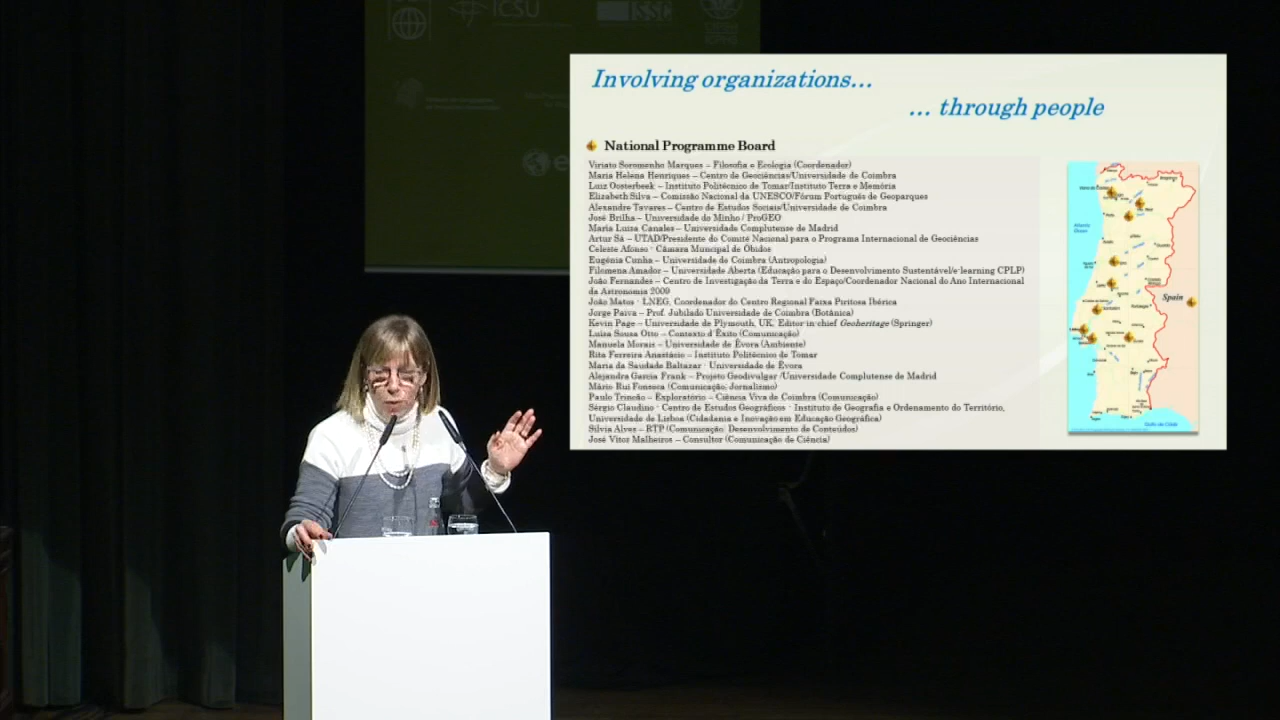 ICSU
ISSC
Involving organizations...
... through people
National Programme Board
Viriato Soromenho Marques – Filosofia e Ecologia (Coordenador)
Maria Helena Henriques – Centro de Geociências/Universidade de Coimbra
Luiz Oosterbeek – Instituto Politécnico de Tomar/Instituto Terra e Memória
Elizabeth Silva – Comissão Nacional da UNESCO/Fórum Português de Geoparques
Alexandre Tavares – Centro de Estudos Sociais/Universidade de Coimbra
José Brilha – Universidade do Minho / ProGEO
Maria Luisa Canales – Universidade Complutense de Madrid
Artur Sá – UTAD/Presidente do Comité Nacional para o Programa Internacional de Geociências
Celeste Afonso - Câmara Muncipal de Óbidos
Eugénia Cunha – Universidade de Coimbra (Antropologia)
Filomena Amador – Universidade Aberta (Educação para o Desenvolvimento Sustentável/e-learning CPLP)
João Fernandes – Centro de Investigação da Terra e do Espaço/Coordenador Nacional do Ano Internacional
da Astronomia 2009
João Matos - LNEG, Coordenador do Centro Regional Faixa Piritosa Ibérica
Jorge Paiva – Prof. Jubilado Universidade de Coimbra (Botânica)
Kevin Page – Universidade de Plymouth, UK, Editor-in-chief Geoheritage (Springer)
Luísa Sousa Otto – Contexto d'Êxito (Comunicação)
Manuela Morais – Universidade de Évora (Ambiente)
Rita Ferreira Anastácio – Instituto Politécnico de Tomar
Maria da Saudade Baltazar - Universidade de Évora
Alejandra García Frank – Projeto Geodivulgar /Universidade Complutense de Madrid
Mário Rui Fonseca (Comunicação, Jornalismo)
Paulo Trincão – Exploratório – Ciência Viva de Coimbra (Comunicação)
Sérgio Claudino - Centro de Estudos Geográficos - Instituto de Geografia e Ordenamento do Território,
Universidade de Lisboa (Cidadania e Inovação em Educação Geográfica)
Sílvia Alves – RTP (Comunicação, Desenvolvimento de Conteúdos)
José Vítor Malheiros – Consultor (Comunicação de Ciência)
Atlantic
Ocean
Spain
Golfo de Cádiz